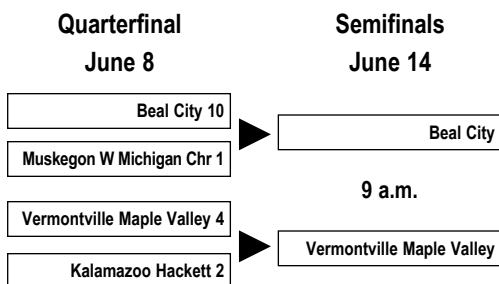 Quarterfinal
June 8
Beal City 10
Muskegon W Michigan Chr 1
Vermontville Maple Valley 4
Kalamazoo Hackett 2
Semifinals
June 14
Beal City
9 a.m.
Vermontville Maple Valley